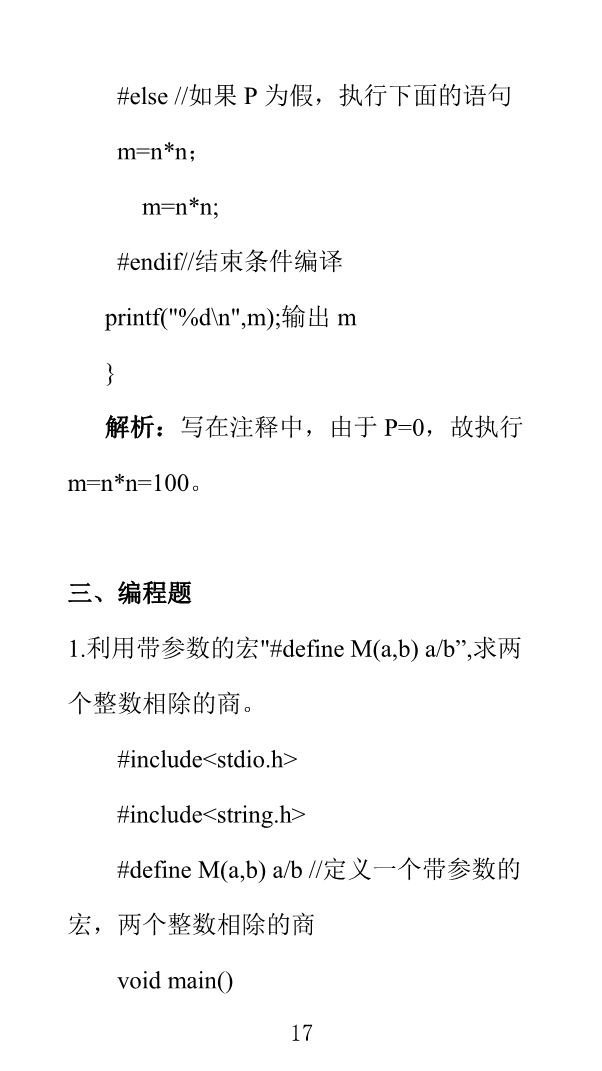 #else //如果 P 为假，执行下面的语句
m=n*n；
m=n*n;
#endif//结束条件编译
printf("%d\n",m);输出 m
}
解析：写在注释中，由于 P=0，故执行
m=n*n=100。
三、编程题
1.利用带参数的宏"#define M(a,b) a/b”,求两
个整数相除的商。
#include<stdio.h>
#include<string.h>
#define M(a,b) a/b //定义一个带参数的
宏，两个整数相除的商
void main()
17